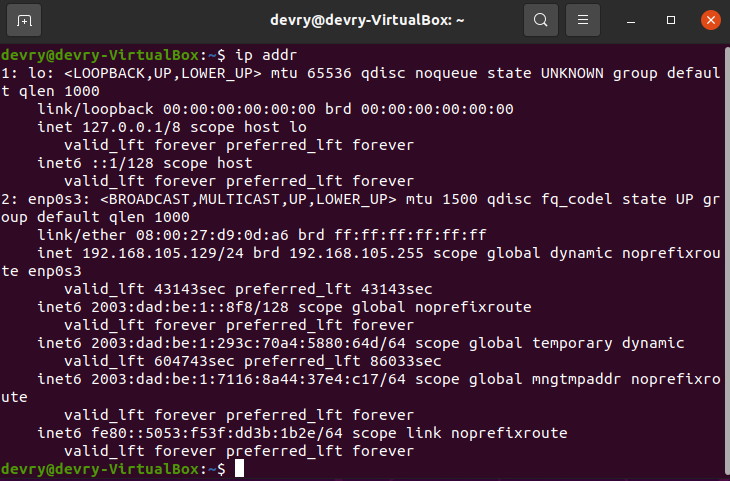 devry@devry-VirtualBox: ~
devry@devry-VirtualBox:~$ ip addr
1: lo: <LOOPBACK,UP,LOWER_UP> mtu 65536 qdisc noqueue state UNKNOWN group defaul
t qlen 1000
    link/loopback 00:00:00:00:00:00 brd 00:00:00:00:00:00
    inet 127.0.0.1/8 scope host lo
       valid_lft forever preferred_lft forever
    inet6 ::1/128 scope host
       valid_lft forever preferred_lft forever
2: enp0s3: <BROADCAST,MULTICAST,UP,LOWER_UP> mtu 1500 qdisc fq_codel state UP gr
oup default qlen 1000
    link/ether 08:00:27:d9:0d:a6 brd ff:ff:ff:ff:ff:ff
    inet 192.168.105.129/24 brd 192.168.105.255 scope global dynamic noprefixrou
te enp0s3
       valid_lft 43143sec preferred_lft 43143sec
    inet6 2003:dad:be:1::8f8/128 scope global noprefixroute
       valid_lft forever preferred_lft forever
    inet6 2003:dad:be:1:293c:70a4:5880:64d/64 scope global temporary dynamic
       valid_lft 604743sec preferred_lft 86033sec
    inet6 2003:dad:be:1:7116:8a44:37e4:c17/64 scope global mngtmpaddr noprefixro
ute
       valid_lft forever preferred_lft forever
    inet6 fe80::5053:f53f:dd3b:1b2e/64 scope link noprefixroute
       valid_lft forever preferred_lft forever
devry@devry-VirtualBox:~$